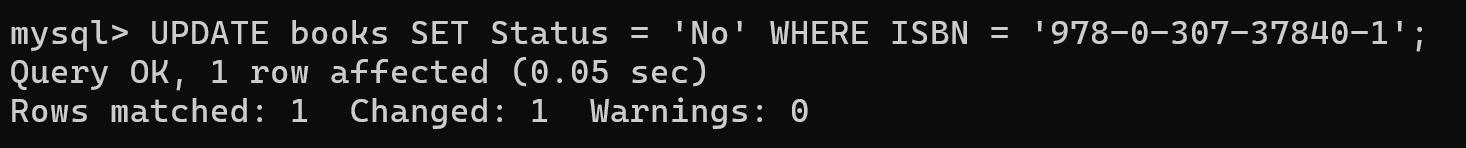 mysql> UPDATE books SET Status = 'No' WHERE ISBN = '978-0-307-37840-1';
Query OK, 1 row affected (0.05 sec)
Rows matched: 1  Changed: 1  Warnings: 0